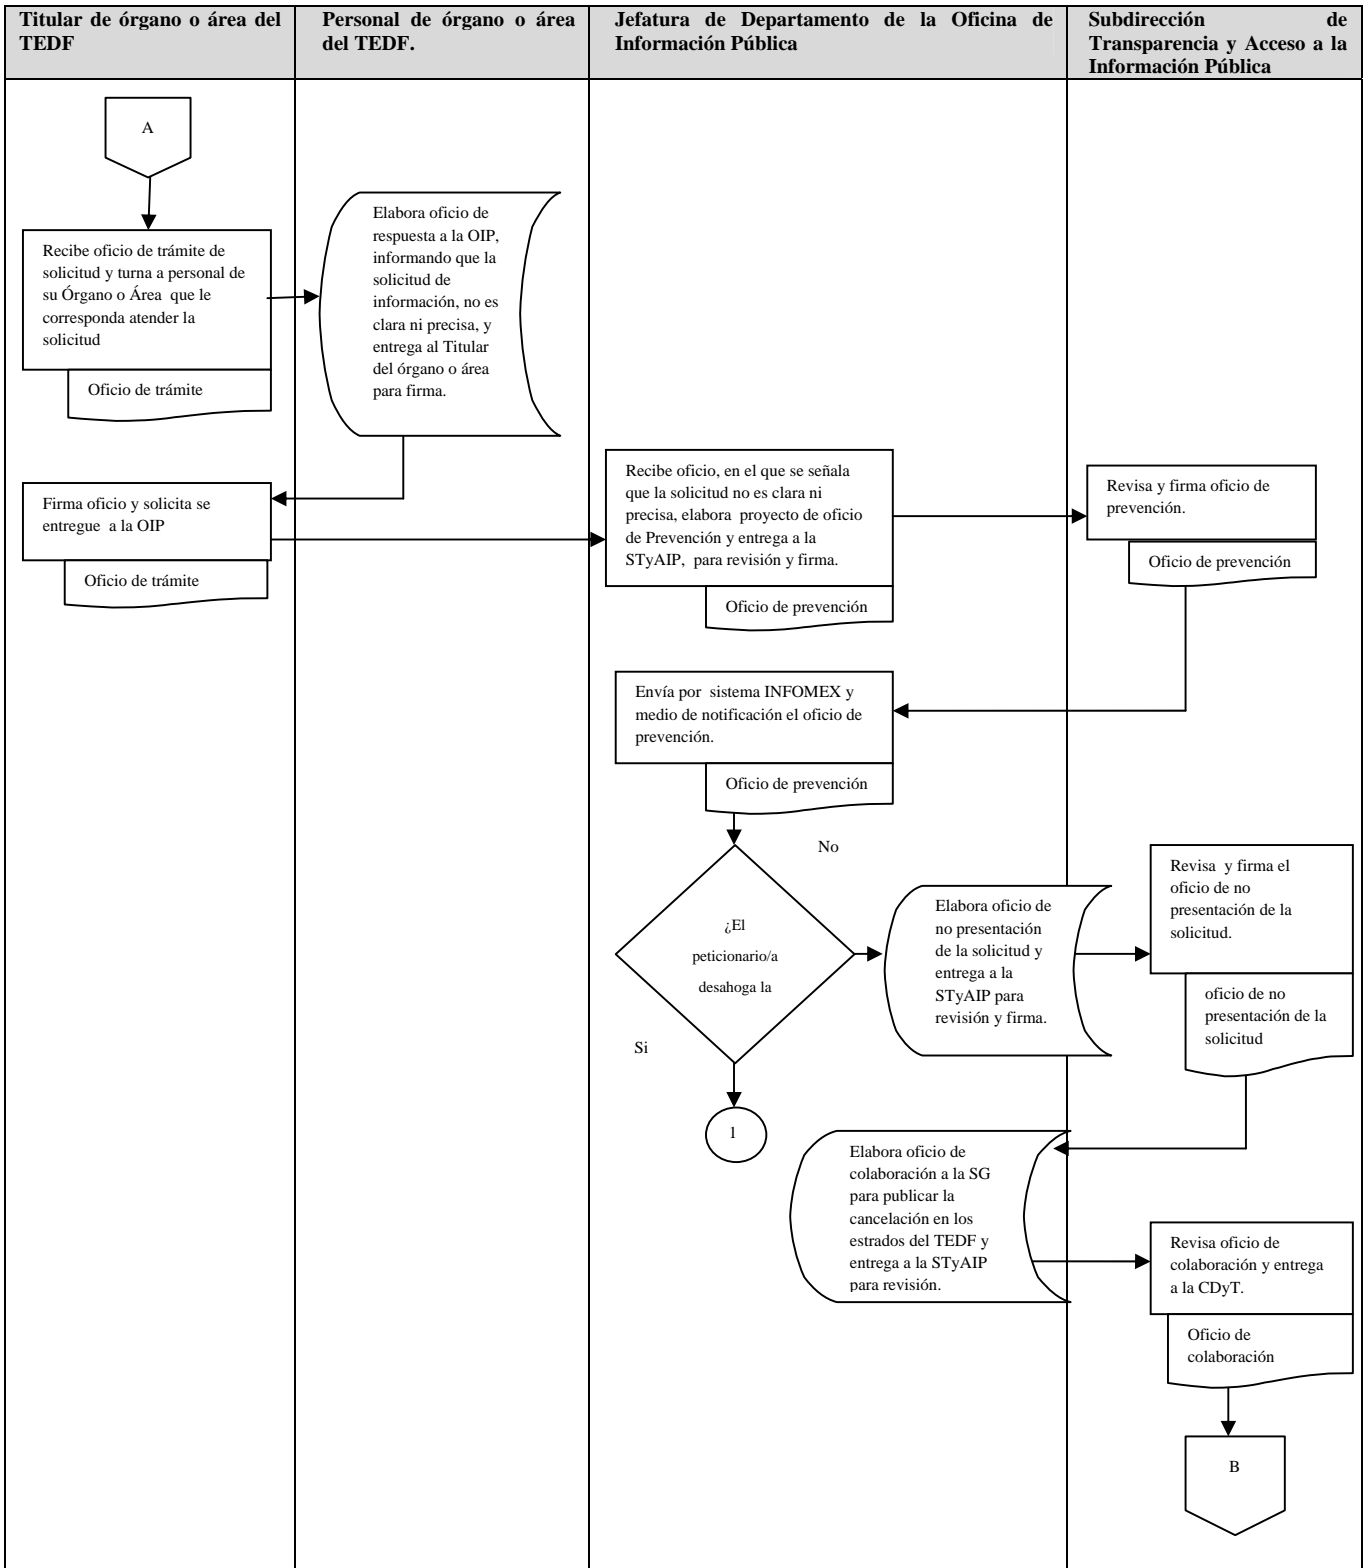 Titular de órgano o área del
TEDF
Personal de órgano o área
del TEDF.
Jefatura de Departamento de la Oficina de
Información Pública
Subdirección de
Transparencia y Acceso a la
Información Pública
A
Recibe oficio de trámite de
solicitud y turna a personal de
su Órgano o Área que le
corresponda atender la
solicitud
Oficio de trámite
Elabora oficio de
respuesta a la OIP,
informando que la
solicitud de
información, no es
clara ni precisa, y
entrega al Titular
del órgano o área
para firma.
Firma oficio y solicita se
entregue a la OIP
Oficio de trámite
Recibe oficio, en el que se señala
que la solicitud no es clara ni
precisa, elabora proyecto de oficio
de Prevención y entrega a la
STyAIP, para revisión y firma.
Oficio de prevención
Revisa y firma oficio de
prevención.
Oficio de prevención
Envía por sistema INFOMEX y
medio de notificación el oficio de
prevención.
Oficio de prevención
No
¿El
peticionario/a
desahoga la
Si
1
Elabora oficio de
no presentación
de la solicitud y
entrega a la
STyAIP para
revisión y firma.
Revisa y firma el
oficio de no
presentación de la
solicitud.
oficio de no
presentación de la
solicitud
Elabora oficio de
colaboración a la SG
para publicar la
cancelación en los
estrados del TEDF y
entrega a la STyAIP
para revisión.
Revisa oficio de
colaboración y entrega
a la CDyT.
Oficio de
colaboración
B